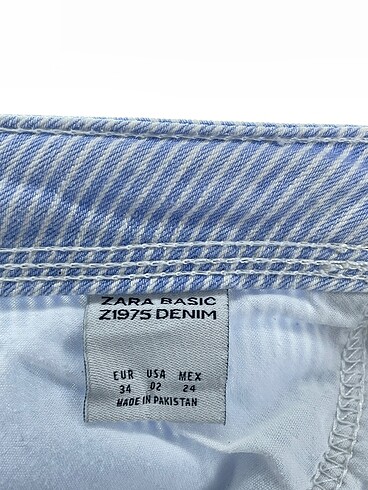 ZARA BASIC
Z1975 DENIM
EUR USA MEX
34 02 24
MADE IN PAKISTAN